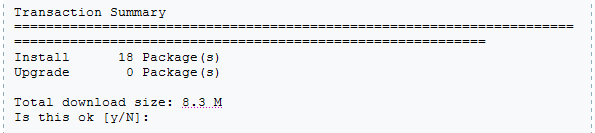 Transaction Summary
======================================================================
===========================================================
Install      18 Package(s)
Upgrade       0 Package(s)
Total download size: 8.3 M
Is this ok [y/N]: